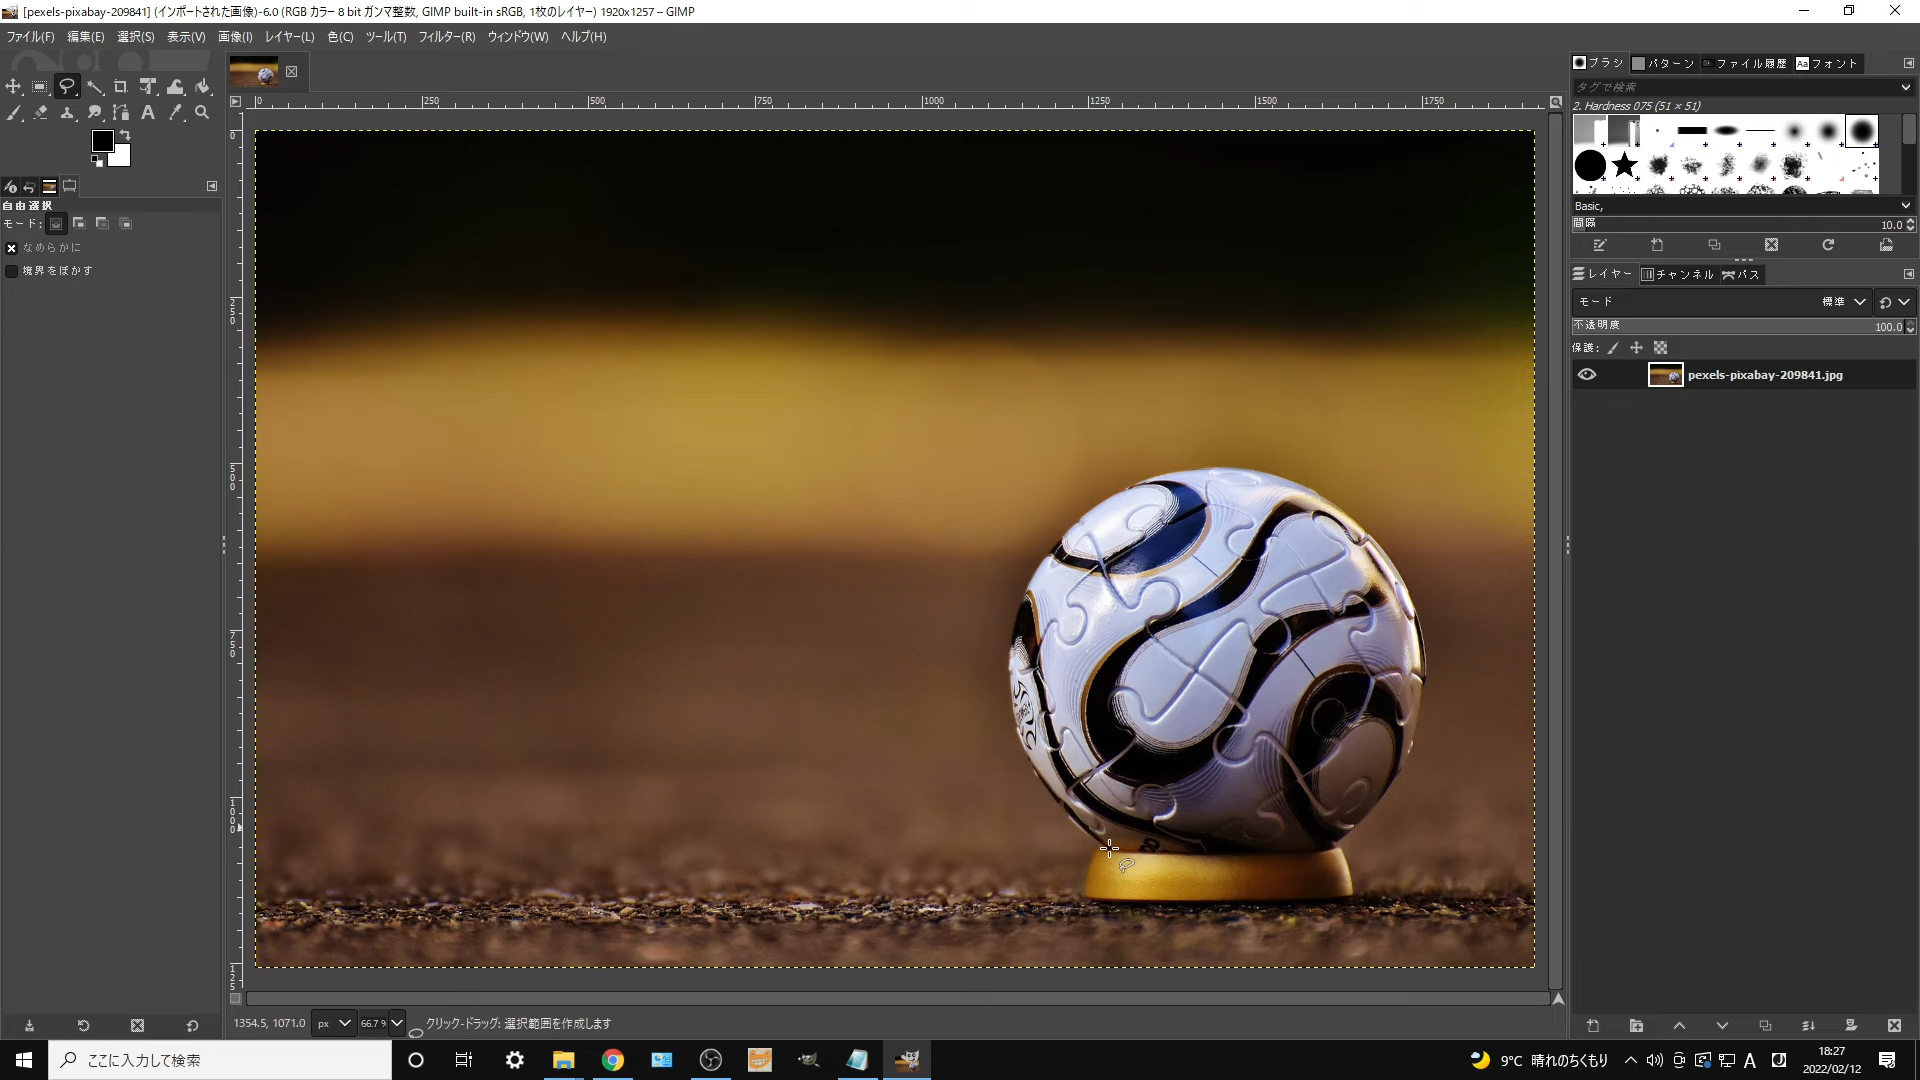 [pexels-pixabay-209841] (インポートされた画像)-6.0 (RGB カラー 8 bit ガンマ整数, GIMP built-in sRGB, 1枚のレイヤー) 1920x1257 – GIMP
ファイル(F) 編集(E) 選択(S) 表示(V) 画像(I) レイヤー(L) 色(C) ツール(T) フィルター(R) ウィンドウ(W) ヘルプ(H)
ブラシ パターン ファイル履歴 Aa フォント
タグで検索
0 250 500 750 1000 1250 1500 1750
2. Hardness 075 (51 × 51)
0
250
500
750
1000
125
自由選択
モード:
なめらかに
境界をぼかす
Basic,
間隔 10.0
レイヤー チャンネル パス
モード 標準
不透明度 100.0
保護:
pexels-pixabay-209841.jpg
1354.5, 1071.0 px 66.7 クリック-ドラッグ: 選択範囲を作成します
ここに入力して検索
9°C 晴れのちくもり
A
18:27
2022/02/12